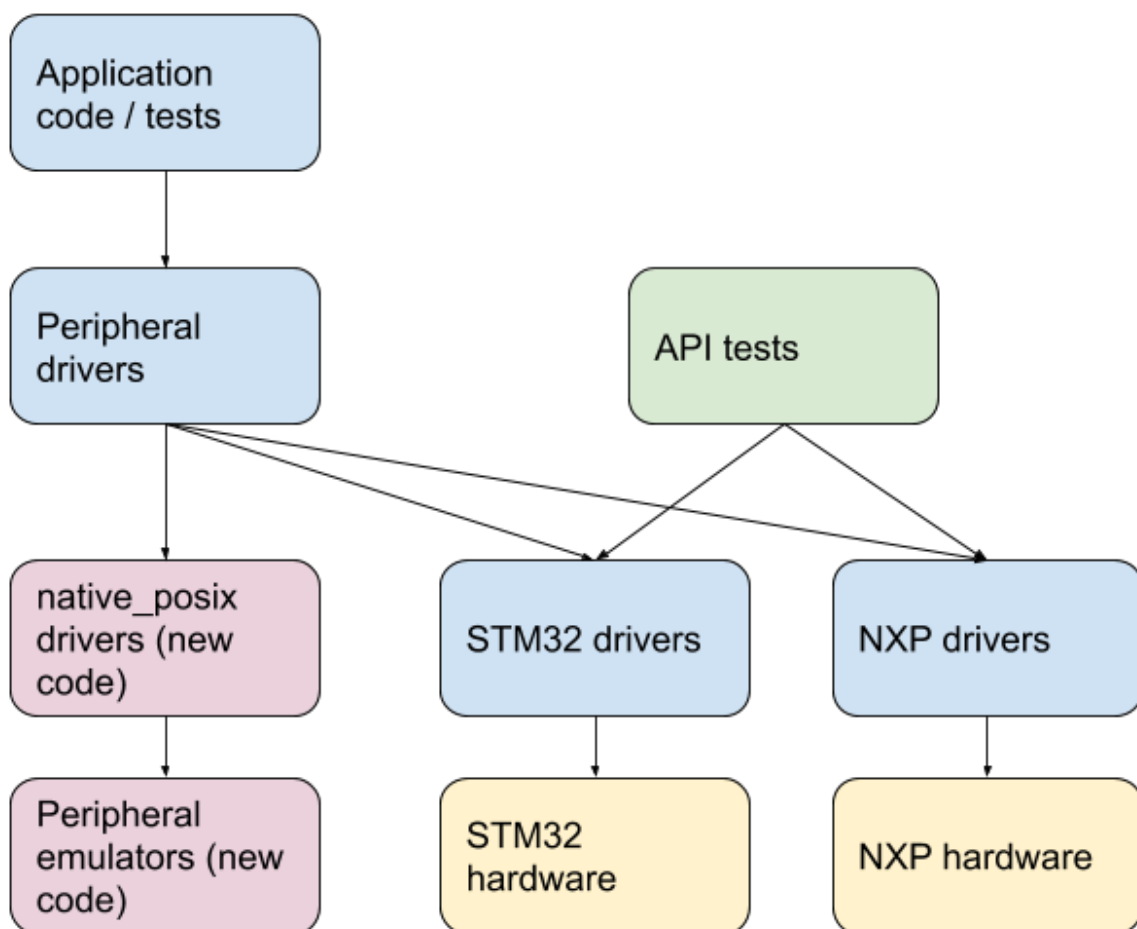 Application
code / tests
Peripheral
drivers
API tests
native_posix
drivers (new
code)
STM32 drivers
NXP drivers
Peripheral
emulators (new
code)
STM32
hardware
NXP hardware